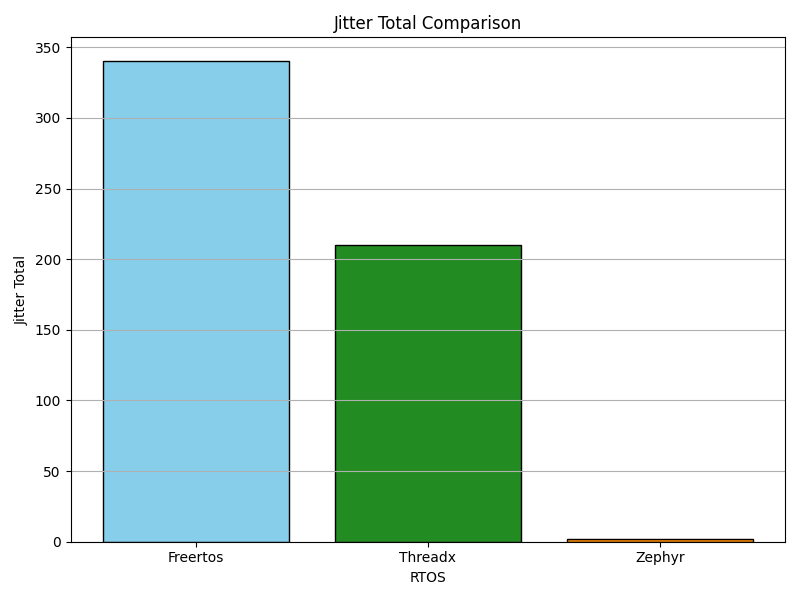 Jitter Total Comparison
350
300
250
200
150
100
50
0
Jitter Total
Freertos
Threadx
Zephyr
RTOS